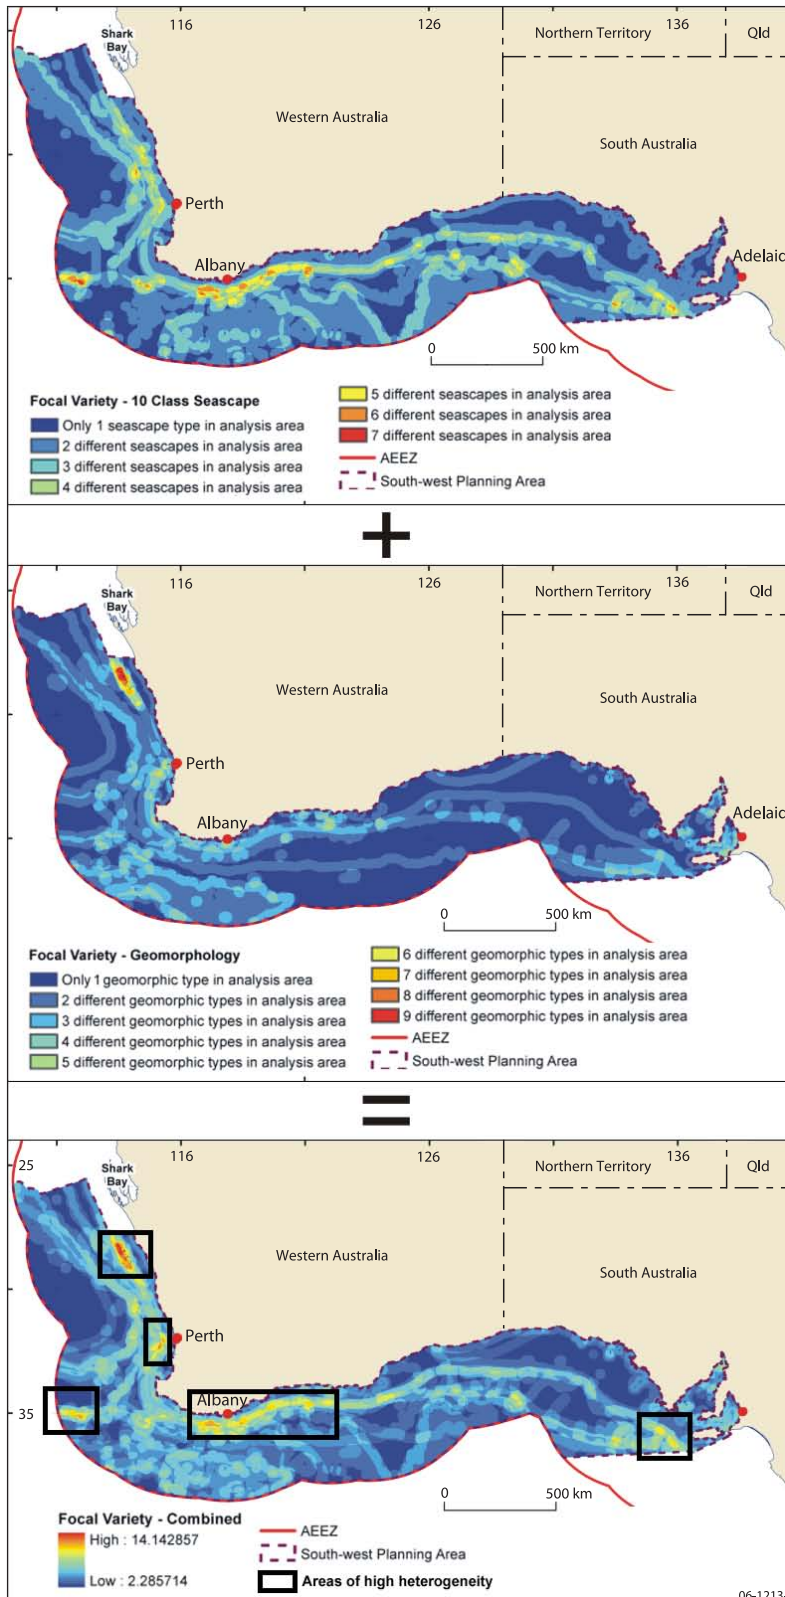 116
126
136
Shark
Bay
Northern Territory
Qld
Western Australia
South Australia
Perth
Albany
Adelaid
0
500 km
Focal Variety - 10 Class Seascape
Only 1 seascape type in analysis area
2 different seascapes in analysis area
3 different seascapes in analysis area
4 different seascapes in analysis area
5 different seascapes in analysis area
6 different seascapes in analysis area
7 different seascapes in analysis area
AEEZ
South-west Planning Area
+
116
126
136
Shark
Bay
Northern Territory
Qld
Western Australia
South Australia
Perth
Albany
Adelaid
0
500 km
Focal Variety - Geomorphology
Only 1 geomorphic type in analysis area
2 different geomorphic types in analysis area
3 different geomorphic types in analysis area
4 different geomorphic types in analysis area
5 different geomorphic types in analysis area
6 different geomorphic types in analysis area
7 different geomorphic types in analysis area
8 different geomorphic types in analysis area
9 different geomorphic types in analysis area
AEEZ
South-west Planning Area
=
116
126
136
25
Shark
Bay
Northern Territory
Qld
Western Australia
South Australia
Perth
Albany
35
0
500 km
Focal Variety - Combined
High : 14.142857
Low : 2.285714
AEEZ
South-west Planning Area
Areas of high heterogeneity
06-1213-